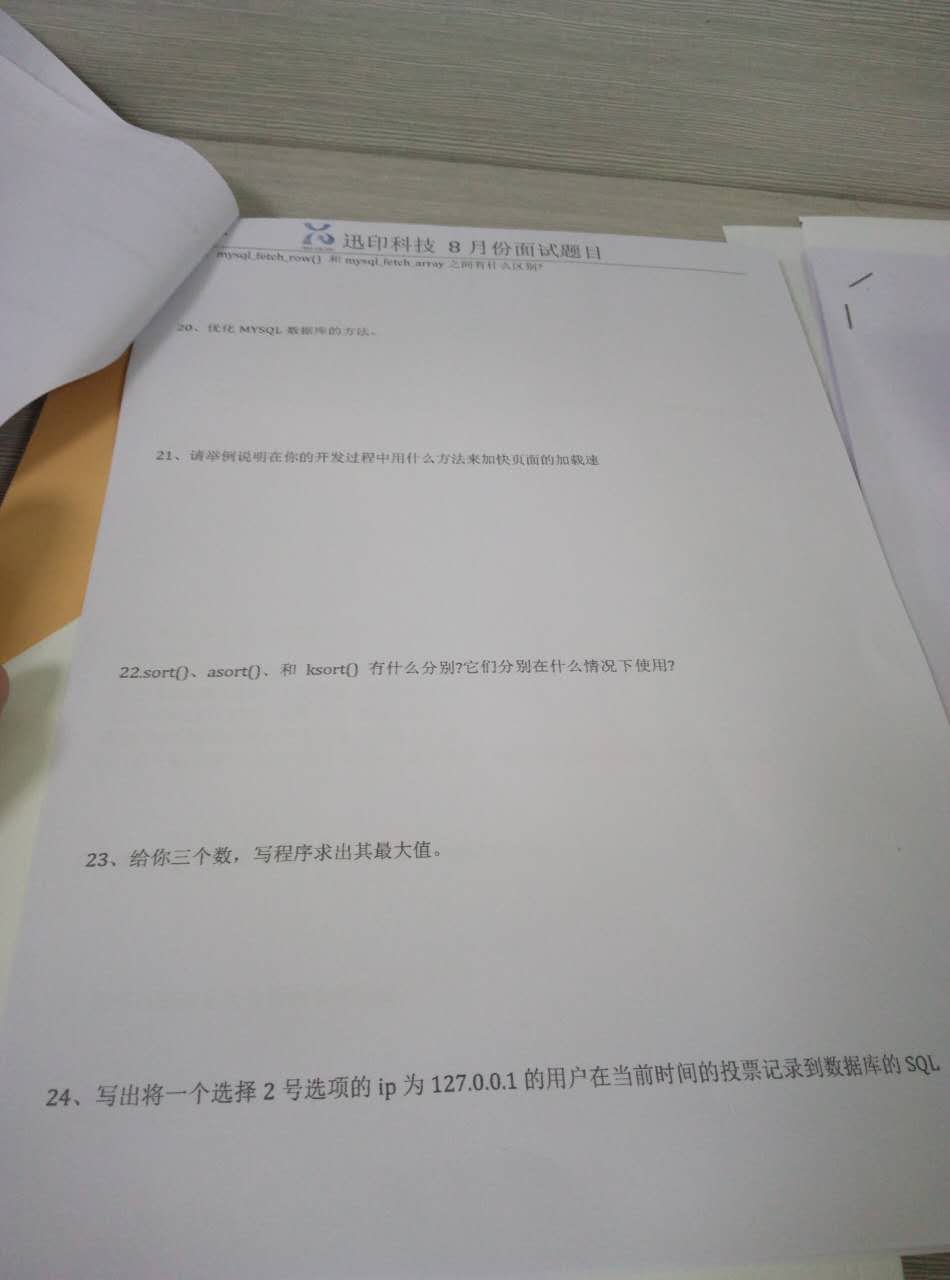 迅印科技 8 月份面试题目
mysql_fetch_row() 和 mysql_fetch_array 之间有什么区别?
20、优化 MYSQL 数据库的方法。
21、请举例说明在你的开发过程中用什么方法来加快页面的加载速
22.sort()、asort()、和 ksort() 有什么分别?它们分别在什么情况下使用?
23、给你三个数，写程序求出其最大值。
24、写出将一个选择 2 号选项的 ip 为 127.0.0.1 的用户在当前时间的投票记录到数据库的 SQL